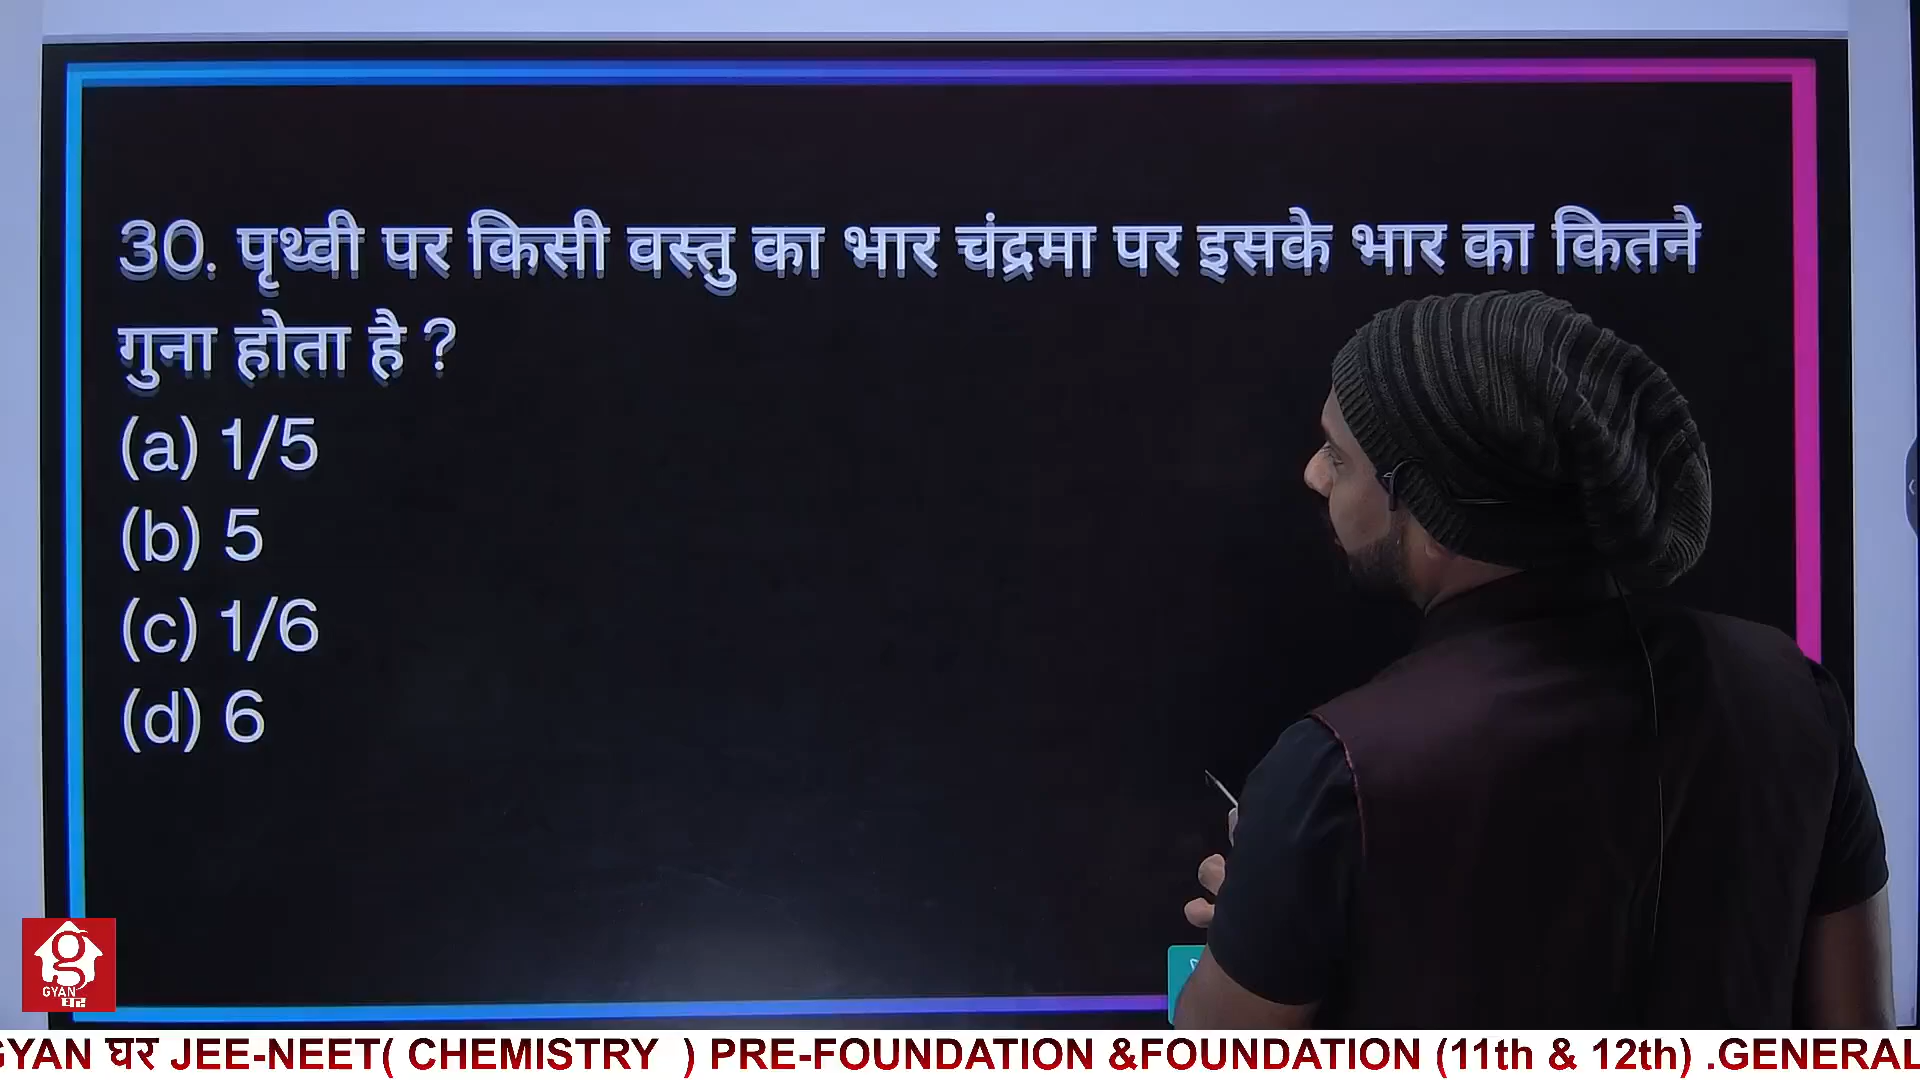 30. पृथ्वी पर किसी वस्तु का भार चंद्रमा पर इसके भार का कितने
गुना होता है ?
(a) 1/5
(b) 5
(c) 1/6
(d) 6
g
GYAN
घर
GYAN घर JEE-NEET( CHEMISTRY ) PRE-FOUNDATION &FOUNDATION (11th & 12th) .GENERAL